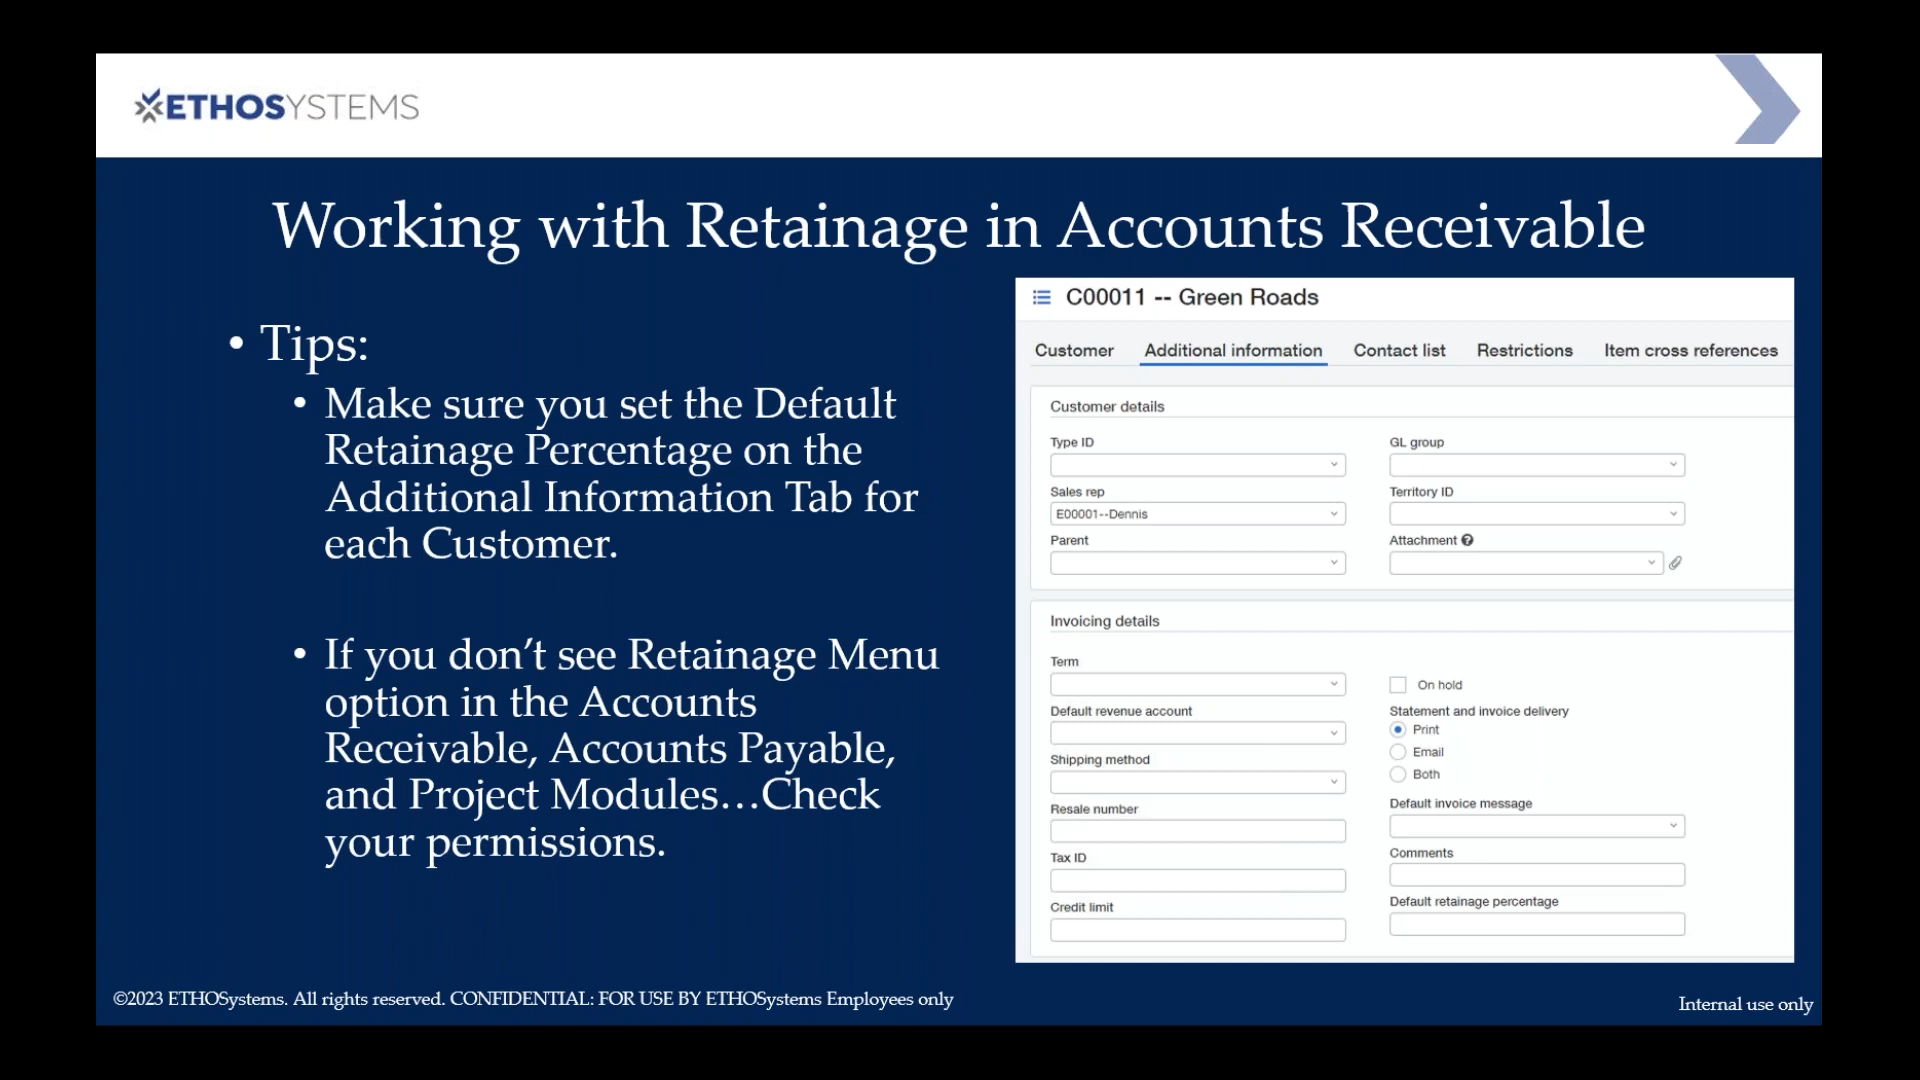 ETHOSYSTEMS
Working with Retainage in Accounts Receivable
• Tips:
• Make sure you set the Default
Retainage Percentage on the
Additional Information Tab for
each Customer.
• If you don’t see Retainage Menu
option in the Accounts
Receivable, Accounts Payable,
and Project Modules…Check
your permissions.
C00011 -- Green Roads
Customer Additional information Contact list Restrictions Item cross references
Customer details
Type ID GL group
Sales rep Territory ID
E00001--Dennis
Parent Attachment ?
Invoicing details
Term
On hold
Default revenue account Statement and invoice delivery
Print
Email
Shipping method
Both
Resale number Default invoice message
Tax ID Comments
Credit limit Default retainage percentage
©2023 ETHOSystems. All rights reserved. CONFIDENTIAL: FOR USE BY ETHOSystems Employees only
Internal use only